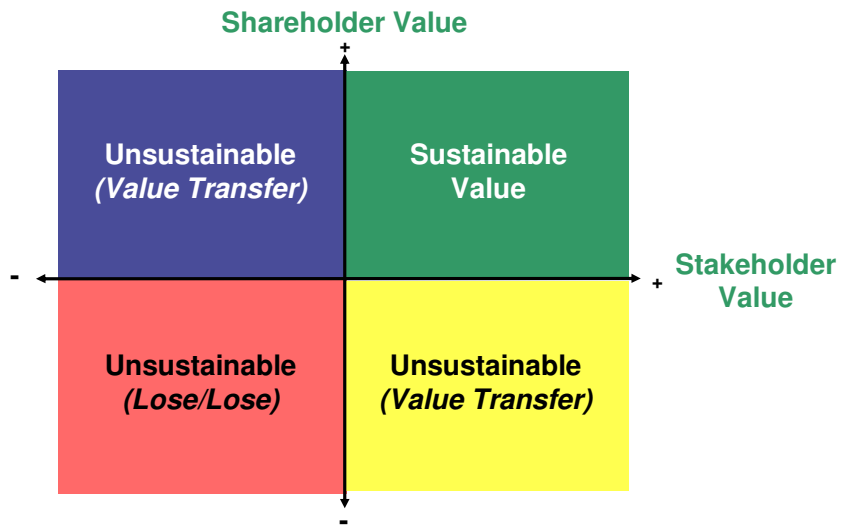 Shareholder Value
+
Unsustainable
(Value Transfer)
Sustainable
Value
-
+
Stakeholder
Value
Unsustainable
(Lose/Lose)
Unsustainable
(Value Transfer)
-